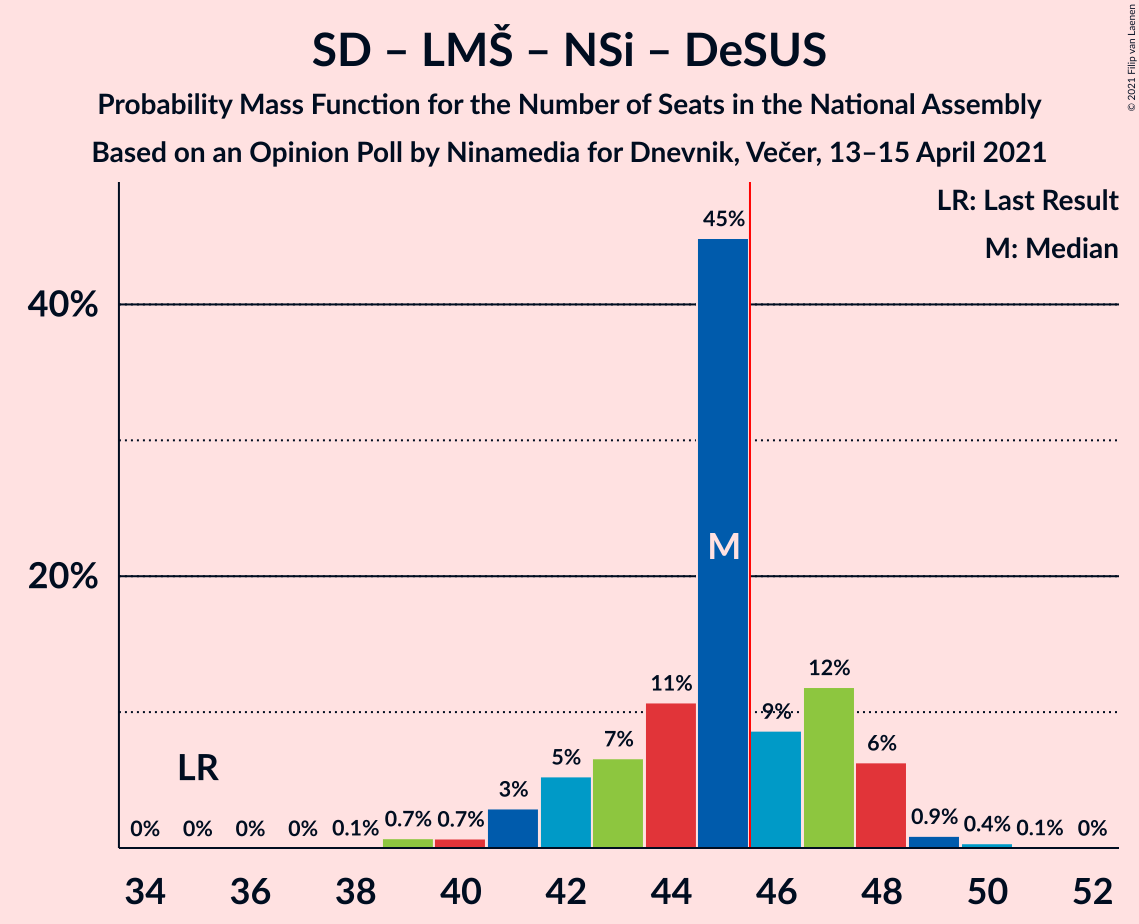 SD – LMŠ – NSi – DeSUS
Probability Mass Function for the Number of Seats in the National Assembly
Based on an Opinion Poll by Ninamedia for Dnevnik, Večer, 13–15 April 2021
© 2021 Filip van Laenen
LR: Last Result
M: Median
40%
20%
LR
M
0% 0% 0% 0% 0.1% 0.7% 0.7% 3% 5% 7% 11% 45% 9% 12% 6% 0.9% 0.4% 0.1% 0%
34 36 38 40 42 44 46 48 50 52